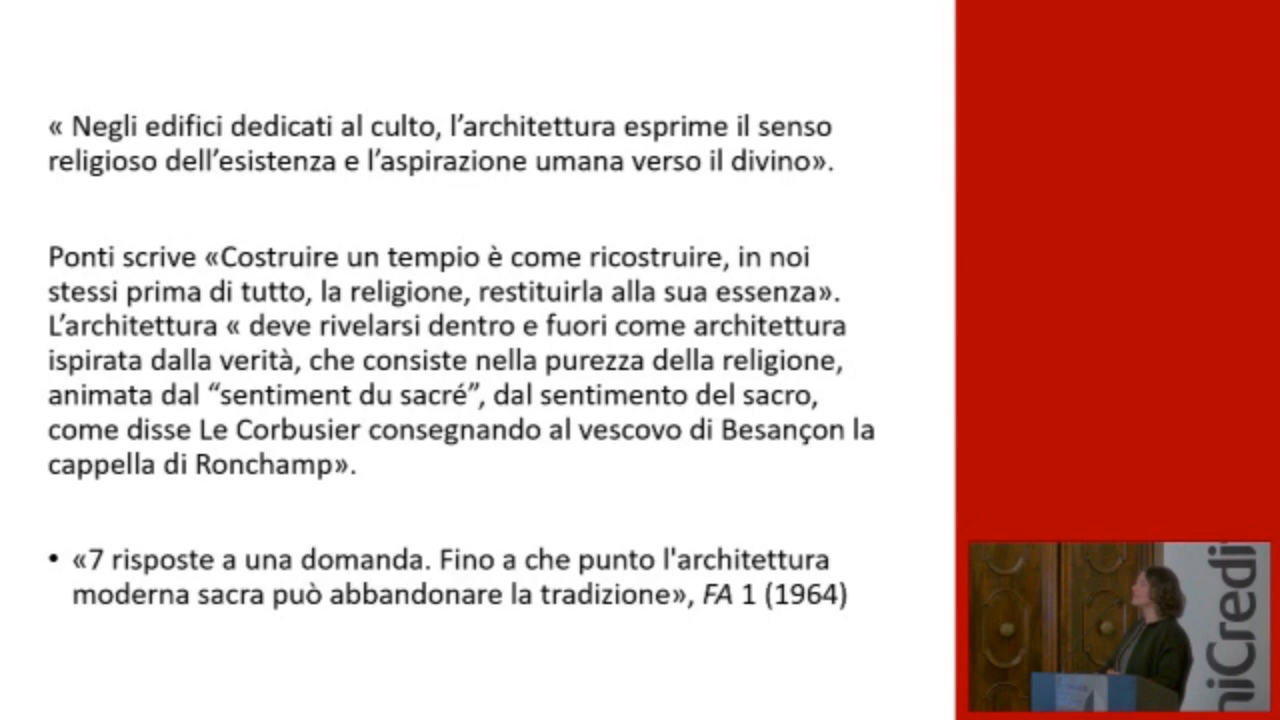 « Negli edifici dedicati al culto, l’architettura esprime il senso
religioso dell’esistenza e l’aspirazione umana verso il divino».
Ponti scrive «Costruire un tempio è come ricostruire, in noi
stessi prima di tutto, la religione, restituirla alla sua essenza».
L’architettura « deve rivelarsi dentro e fuori come architettura
ispirata dalla verità, che consiste nella purezza della religione,
animata dal “sentiment du sacré”, dal sentimento del sacro,
come disse Le Corbusier consegnando al vescovo di Besançon la
cappella di Ronchamp».
• «7 risposte a una domanda. Fino a che punto l'architettura
moderna sacra può abbandonare la tradizione», FA 1 (1964)
niCredi